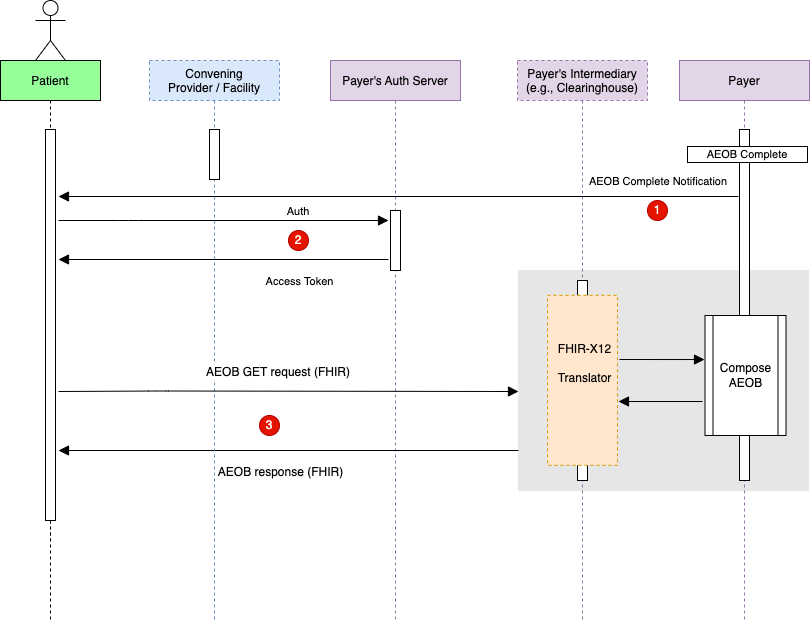 Patient
Convening
Provider / Facility
Payer's Auth Server
Payer's Intermediary
(e.g., Clearinghouse)
Payer
AEOB Complete
AEOB Complete Notification
1
Auth
2
Access Token
FHIR-X12
Translator
Compose
AEOB
AEOB GET request (FHIR)
3
AEOB response (FHIR)